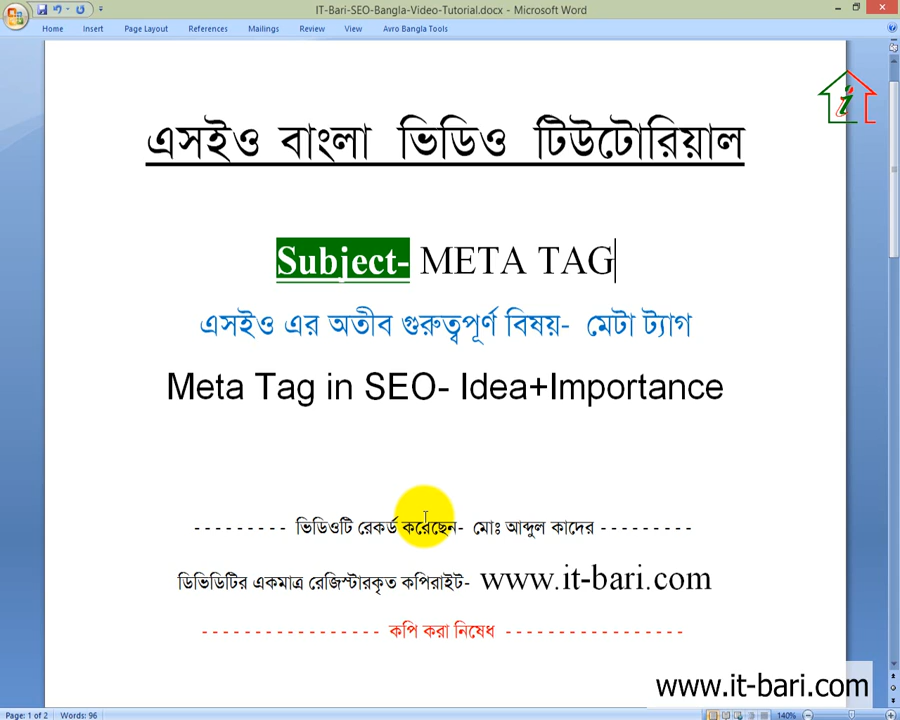 IT-Bari-SEO-Bangla-Video-Tutorial.docx - Microsoft Word
Home Insert Page Layout References Mailings Review View Avro Bangla Tools
এসইও বাংলা ভিডিও টিউটোরিয়াল
Subject- META TAG
এসইও এর অতীব গুরুত্বপূর্ণ বিষয়- মেটা ট্যাগ
Meta Tag in SEO- Idea+Importance
--------- ভিডিওটি রেকর্ড করেছেন- মোঃ আব্দুল কাদের ---------
ডিভিডিটির একমাত্র রেজিস্টারকৃত কপিরাইট- www.it-bari.com
----------------- কপি করা নিষেধ -----------------
www.it-bari.com
Page: 1 of 2 Words: 96 140%